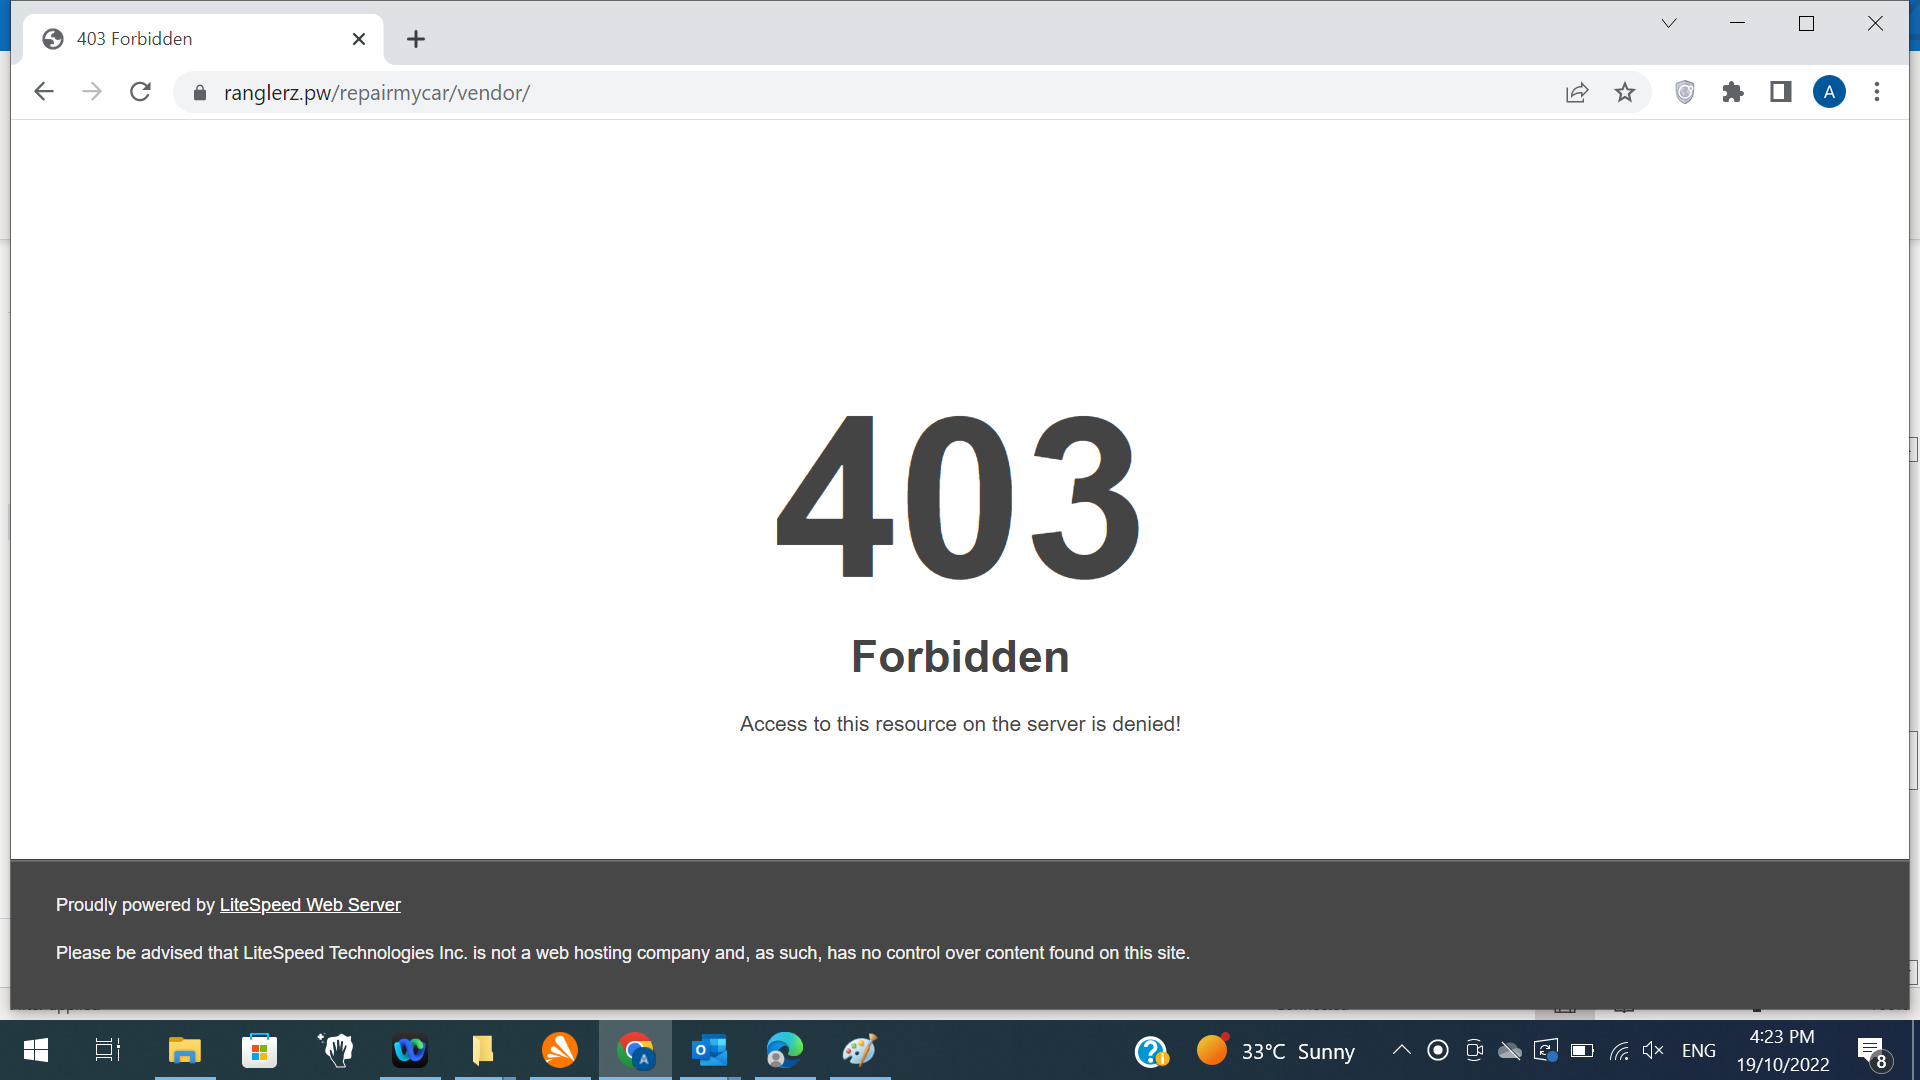 403 Forbidden
ranglerz.pw/repairmycar/vendor/
A
403
Forbidden
Access to this resource on the server is denied!
Proudly powered by LiteSpeed Web Server
Please be advised that LiteSpeed Technologies Inc. is not a web hosting company and, as such, has no control over content found on this site.
33°C Sunny
ENG
4:23 PM
19/10/2022
8